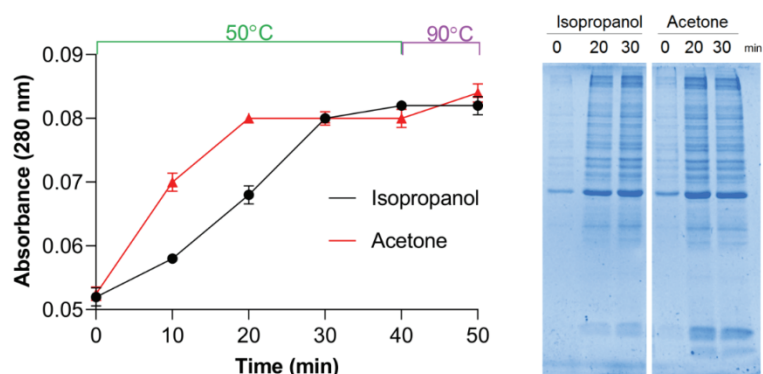 50°C 90°C
0.09
0.08
0.07
0.06
0.05
Absorbance (280 nm)
Isopropanol
Acetone
0 10 20 30 40 50
Time (min)
Isopropanol Acetone
0 20 30 0 20 30 min